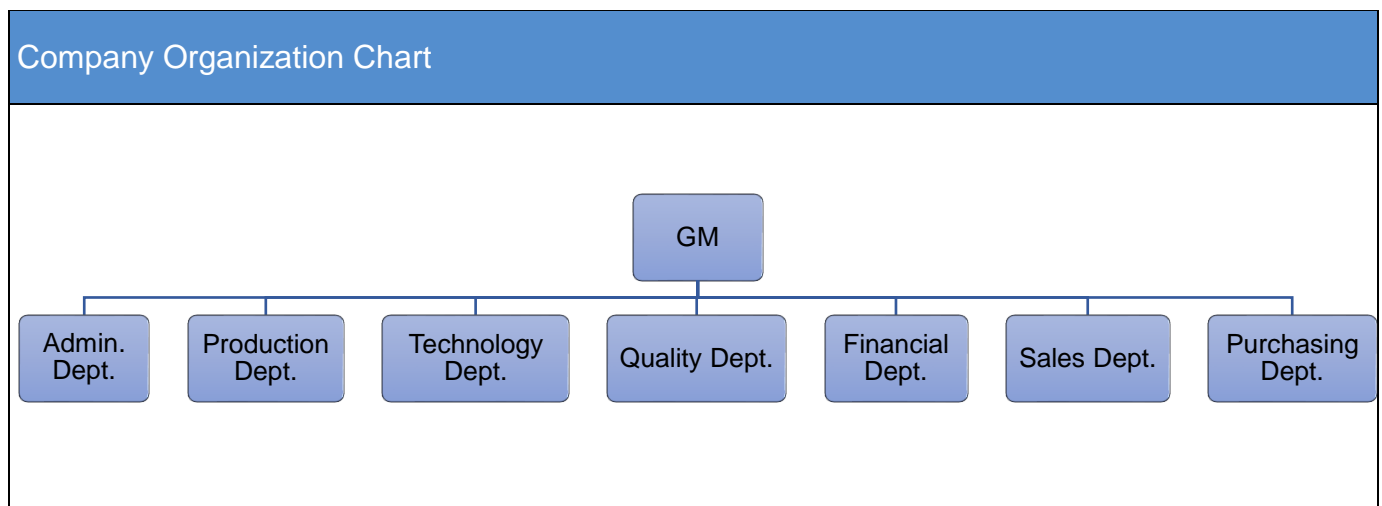 Company Organization Chart
GM
Admin.
Dept.
Production
Dept.
Technology
Dept.
Quality Dept.
Financial
Dept.
Sales Dept.
Purchasing
Dept.